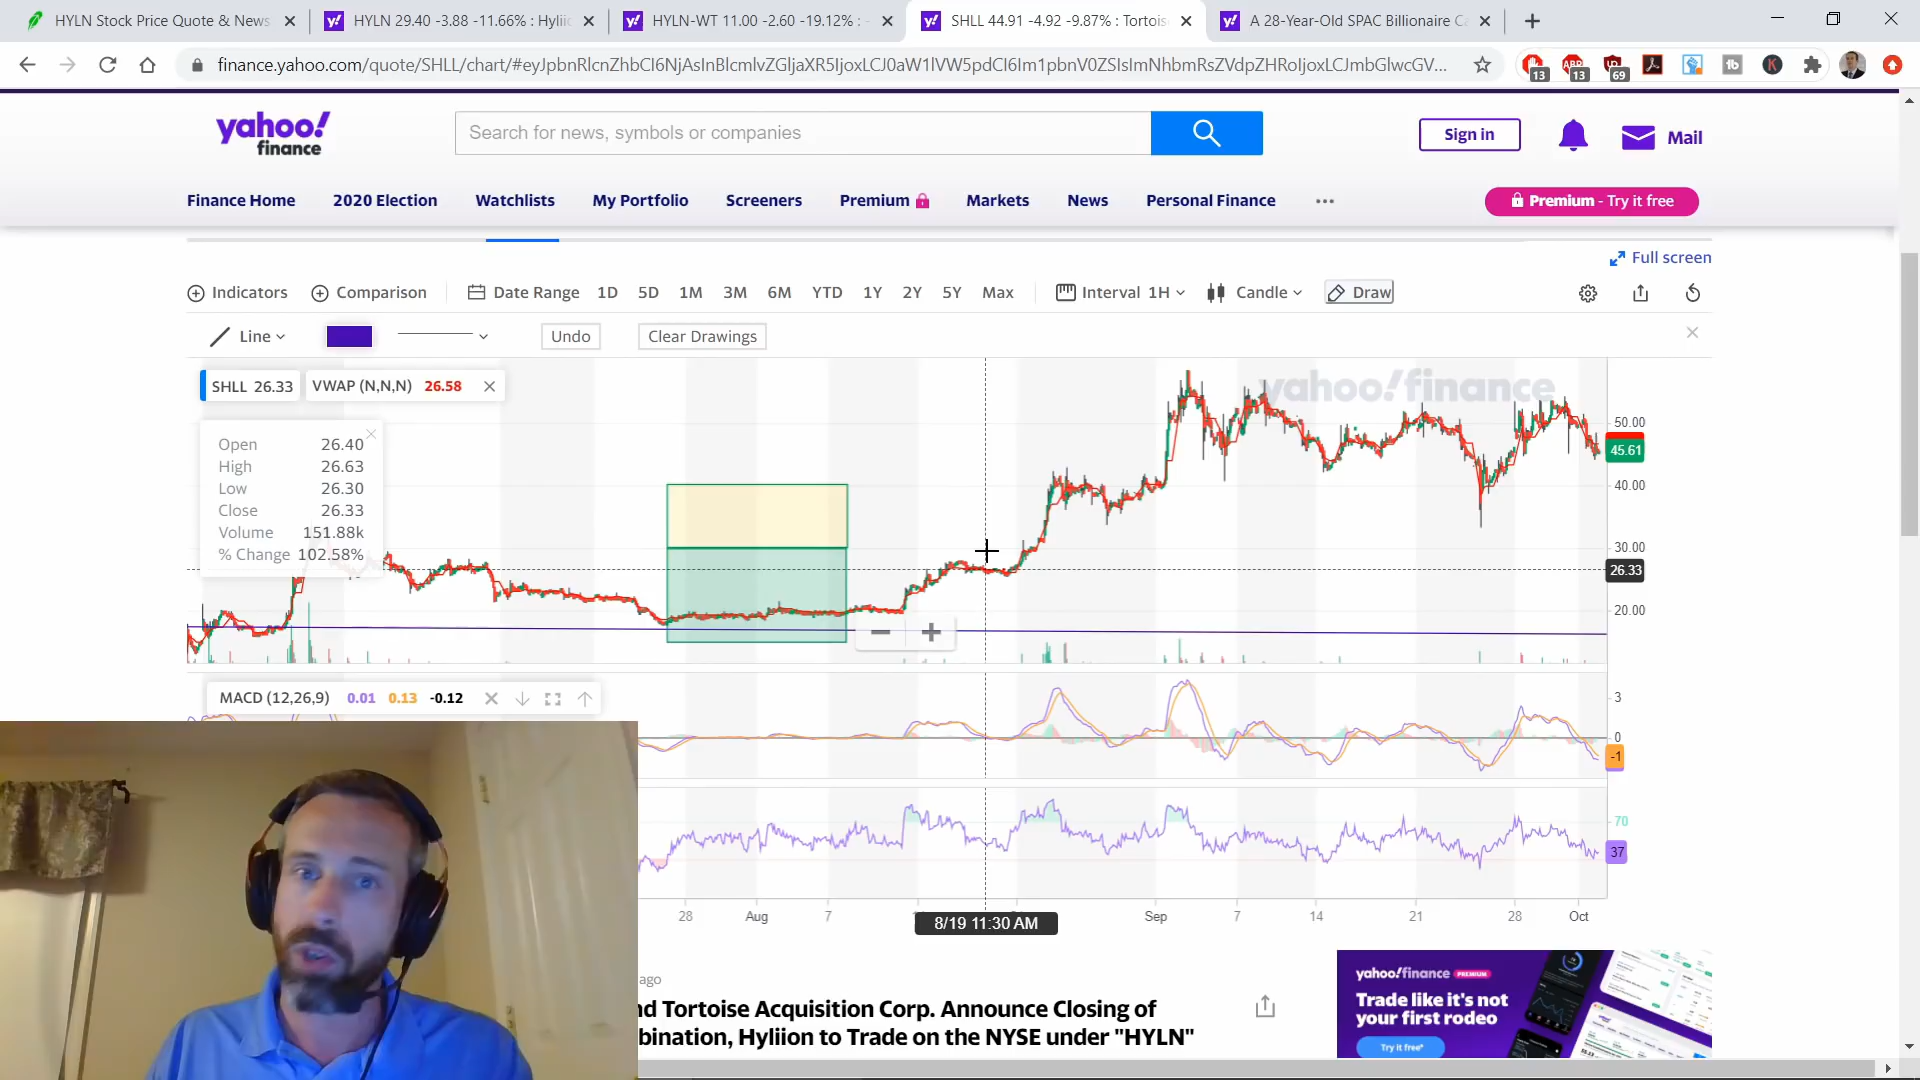 HYLN Stock Price Quote & News
HYLN 29.40 -3.88 -11.66% : Hyliio
HYLN-WT 11.00 -2.60 -19.12% :
SHLL 44.91 -4.92 -9.87% : Tortois
A 28-Year-Old SPAC Billionaire Ca
finance.yahoo.com/quote/SHLL/chart/#eyJpbnRlcnZhbCI6NjAsInBlcmlvZGljaXR5IjoxLCJ0aW1lVW5pdCI6Im1pbnV0ZSIsImNhbmRsZVdpZHRoIjoxLCJmbGlwcGV...
13
13
69
K
yahoo!
finance
Search for news, symbols or companies
Sign in
Mail
Finance Home
2020 Election
Watchlists
My Portfolio
Screeners
Premium
Markets
News
Personal Finance
Premium - Try it free
Full screen
Indicators
Comparison
Date Range
1D
5D
1M
3M
6M
YTD
1Y
2Y
5Y
Max
Interval 1H
Candle
Draw
Line
Undo
Clear Drawings
SHLL 26.33
VWAP (N,N,N) 26.58
yahoo!finance
Open 26.40
High 26.63
Low 26.30
Close 26.33
Volume 151.88k
% Change 102.58%
50.00
45.61
40.00
30.00
26.33
20.00
MACD (12,26,9) 0.01 0.13 -0.12
3
0
-1
70
37
28
Aug
7
8/19 11:30 AM
Sep
7
14
21
28
Oct
ago
nd Tortoise Acquisition Corp. Announce Closing of
bination, Hyliion to Trade on the NYSE under "HYLN"
yahoo!finance PREMIUM
Trade like it's not
your first rodeo
Try it free*